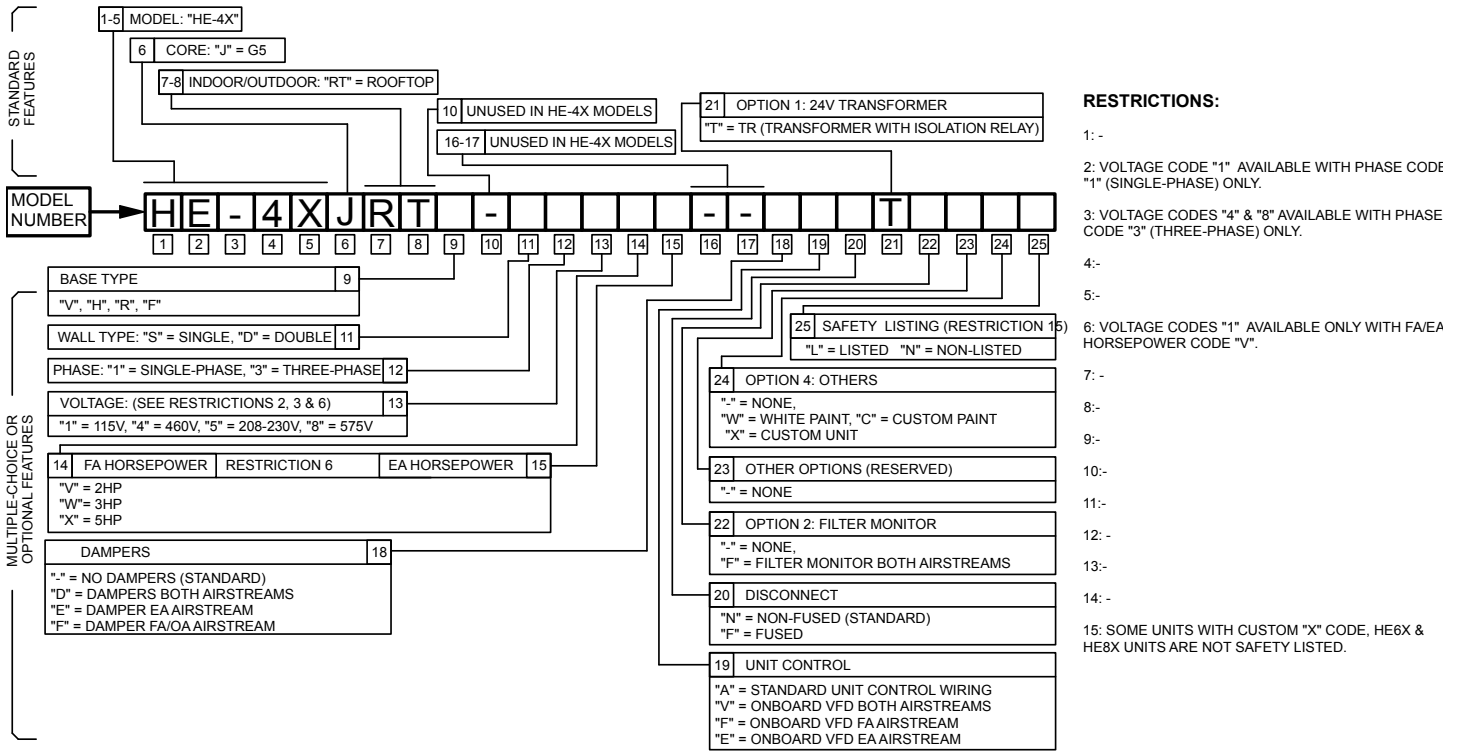 STANDARD
FEATURES
1-5 MODEL: "HE-4X"
6 CORE: "J" = G5
7-8 INDOOR/OUTDOOR: "RT" = ROOFTOP
10 UNUSED IN HE-4X MODELS
16-17 UNUSED IN HE-4X MODELS
21 OPTION 1: 24V TRANSFORMER
"T" = TR (TRANSFORMER WITH ISOLATION RELAY)
MODEL
NUMBER
H E - 4 X J R T - - - T
1 2 3 4 5 6 7 8 9 10 11 12 13 14 15 16 17 18 19 20 21 22 23 24 25
MULTIPLE-CHOICE OR
OPTIONAL FEATURES
BASE TYPE 9
"V", "H", "R", "F"
WALL TYPE: "S" = SINGLE, "D" = DOUBLE 11
PHASE: "1" = SINGLE-PHASE, "3" = THREE-PHASE 12
VOLTAGE: (SEE RESTRICTIONS 2, 3 & 6) 13
"1" = 115V, "4" = 460V, "5" = 208-230V, "8" = 575V
14 FA HORSEPOWER RESTRICTION 6 EA HORSEPOWER 15
"V" = 2HP
"W"= 3HP
"X" = 5HP
DAMPERS 18
"-" = NO DAMPERS (STANDARD)
"D" = DAMPERS BOTH AIRSTREAMS
"E" = DAMPER EA AIRSTREAM
"F" = DAMPER FA/OA AIRSTREAM
25 SAFETY LISTING (RESTRICTION 15)
"L" = LISTED "N" = NON-LISTED
24 OPTION 4: OTHERS
"-" = NONE,
"W" = WHITE PAINT, "C" = CUSTOM PAINT
"X" = CUSTOM UNIT
23 OTHER OPTIONS (RESERVED)
"-" = NONE
22 OPTION 2: FILTER MONITOR
"-" = NONE,
"F" = FILTER MONITOR BOTH AIRSTREAMS
20 DISCONNECT
"N" = NON-FUSED (STANDARD)
"F" = FUSED
19 UNIT CONTROL
"A" = STANDARD UNIT CONTROL WIRING
"V" = ONBOARD VFD BOTH AIRSTREAMS
"F" = ONBOARD VFD FA AIRSTREAM
"E" = ONBOARD VFD EA AIRSTREAM
RESTRICTIONS:
1: -
2: VOLTAGE CODE "1" AVAILABLE WITH PHASE CODE
"1" (SINGLE-PHASE) ONLY.
3: VOLTAGE CODES "4" & "8" AVAILABLE WITH PHASE
CODE "3" (THREE-PHASE) ONLY.
4:-
5:-
6: VOLTAGE CODES "1" AVAILABLE ONLY WITH FA/EA
HORSEPOWER CODE "V".
7: -
8:-
9:-
10:-
11:-
12: -
13:-
14: -
15: SOME UNITS WITH CUSTOM "X" CODE, HE6X &
HE8X UNITS ARE NOT SAFETY LISTED.